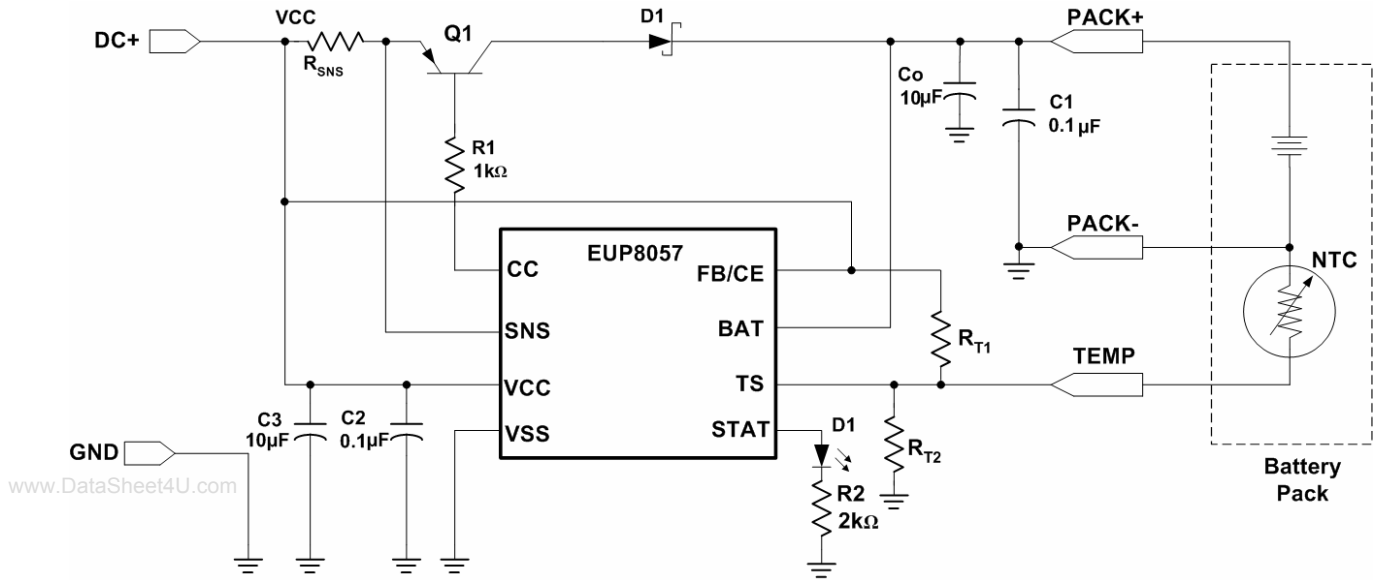 VCC
D1
PACK+
DC+
Q1
RSNS
Co
10µF
C1
0.1µF
R1
1kΩ
EUP8057
PACK-
CC
FB/CE
NTC
SNS
BAT
RT1
TEMP
VCC
TS
C3
10µF
C2
0.1µF
VSS
STAT
D1
RT2
GND
Battery
Pack
www.DataSheet4U.com
R2
2kΩ